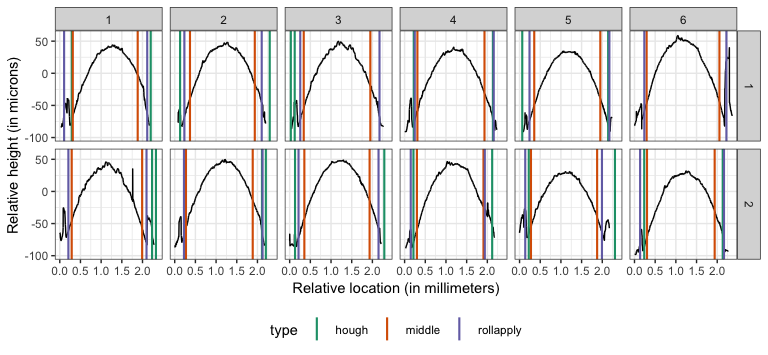 1 2 3 4 5 6
50
0
-50
-100
1
50
0
-50
-100
2
Relative height (in microns)
0.0 0.5 1.0 1.5 2.0 0.0 0.5 1.0 1.5 2.0 0.0 0.5 1.0 1.5 2.0 0.0 0.5 1.0 1.5 2.0 0.0 0.5 1.0 1.5 2.0 0.0 0.5 1.0 1.5 2.0
Relative location (in millimeters)
type hough middle rollapply